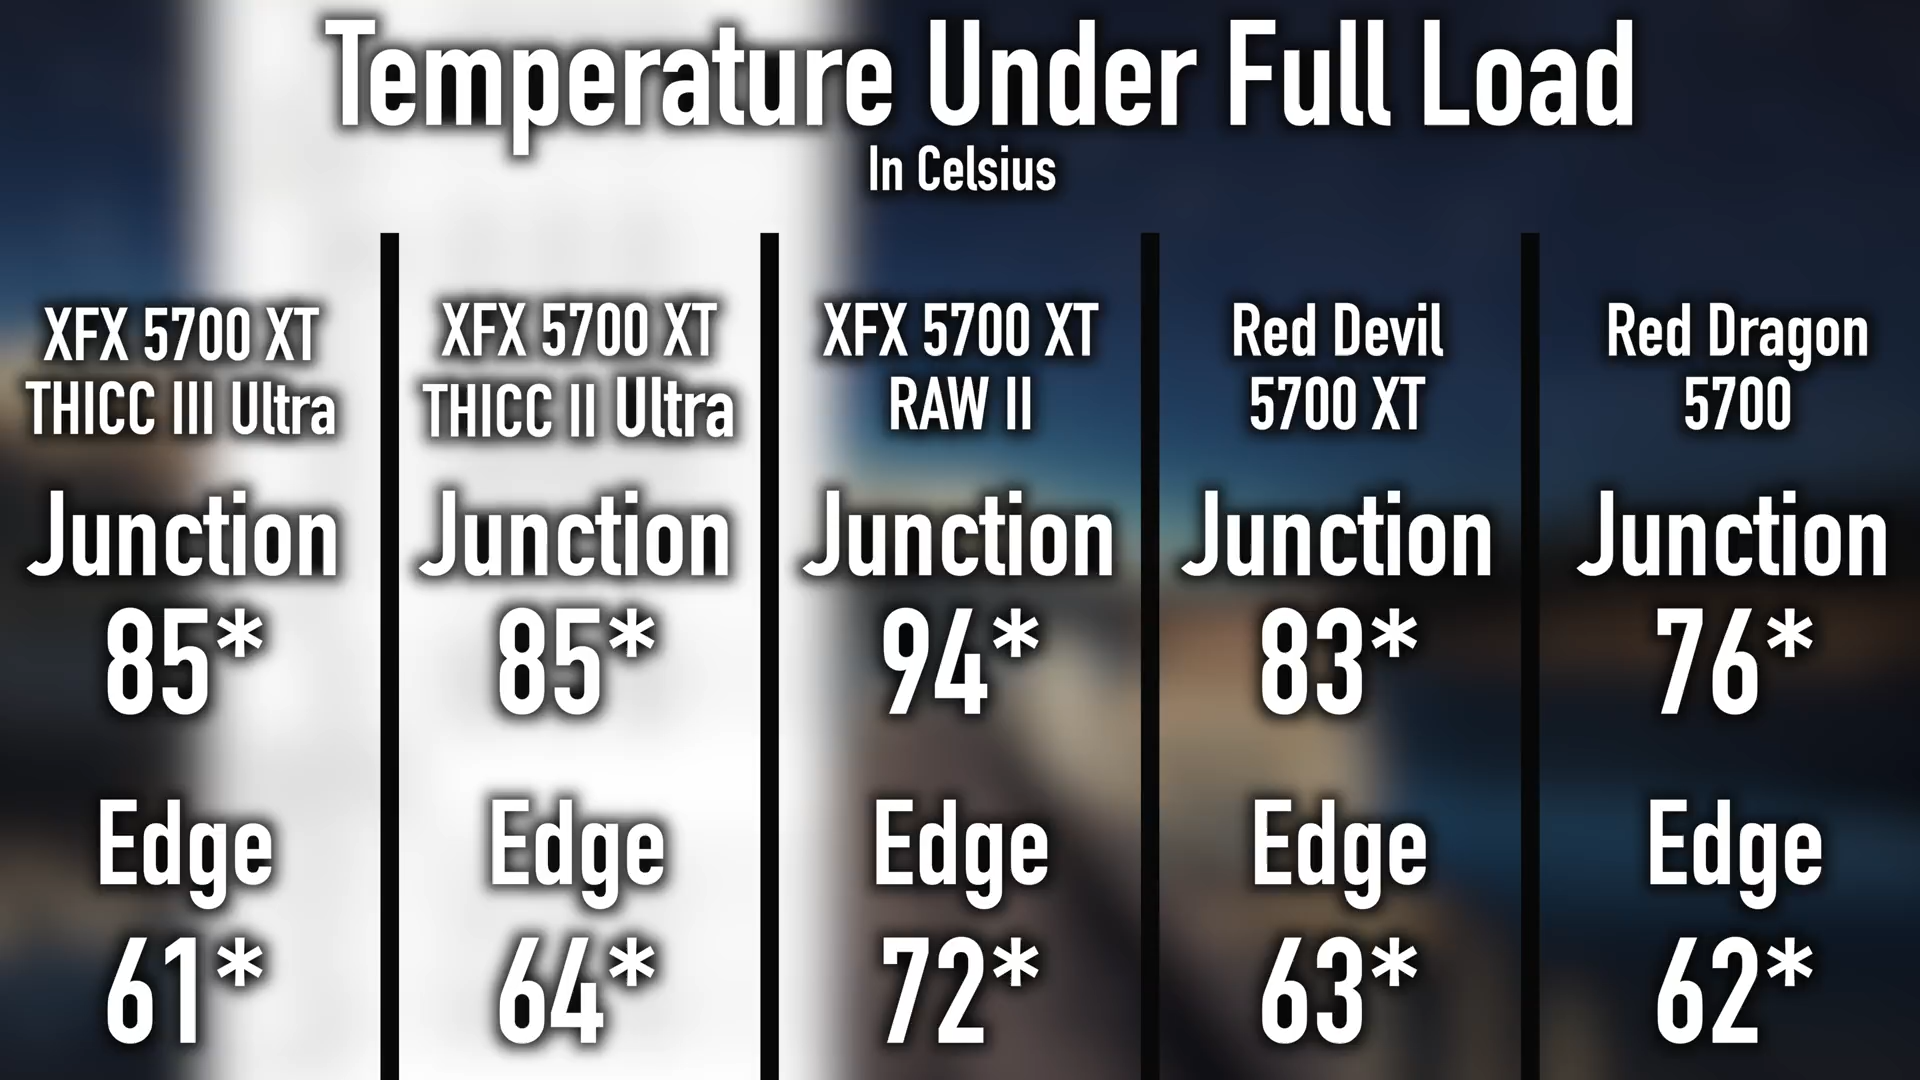 Temperature Under Full Load
In Celsius
XFX 5700 XT
THICC III Ultra
Junction
85*
Edge
61*
XFX 5700 XT
THICC II Ultra
Junction
85*
Edge
64*
XFX 5700 XT
RAW II
Junction
94*
Edge
72*
Red Devil
5700 XT
Junction
83*
Edge
63*
Red Dragon
5700
Junction
76*
Edge
62*